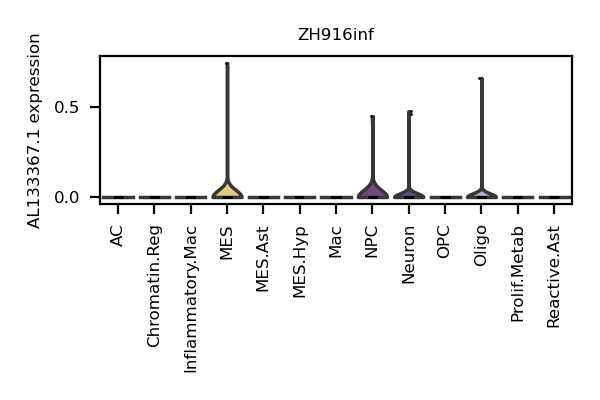 ZH916inf
AL133367.1 expression
0.5
0.0
AC
Chromatin.Reg
Inflammatory.Mac
MES
MES.Ast
MES.Hyp
Mac
NPC
Neuron
OPC
Oligo
Prolif.Metab
Reactive.Ast